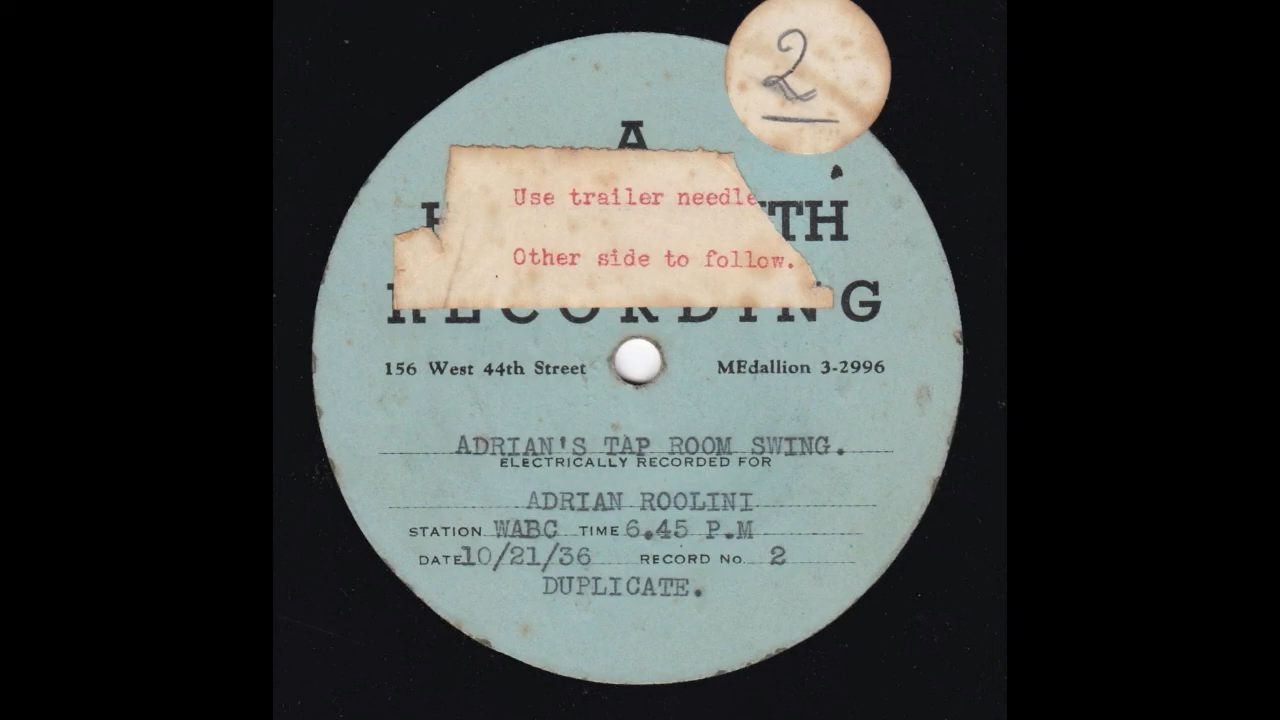 2
A
Use trailer needle
TH
Other side to follow.
RECORDING
156 West 44th Street MEdallion 3-2996
ADRIAN'S TAP ROOM SWING.
ELECTRICALLY RECORDED FOR
ADRIAN ROOLINI
STATION WABC TIME 6.45 P.M
DATE 10/21/36 RECORD No. 2
DUPLICATE.